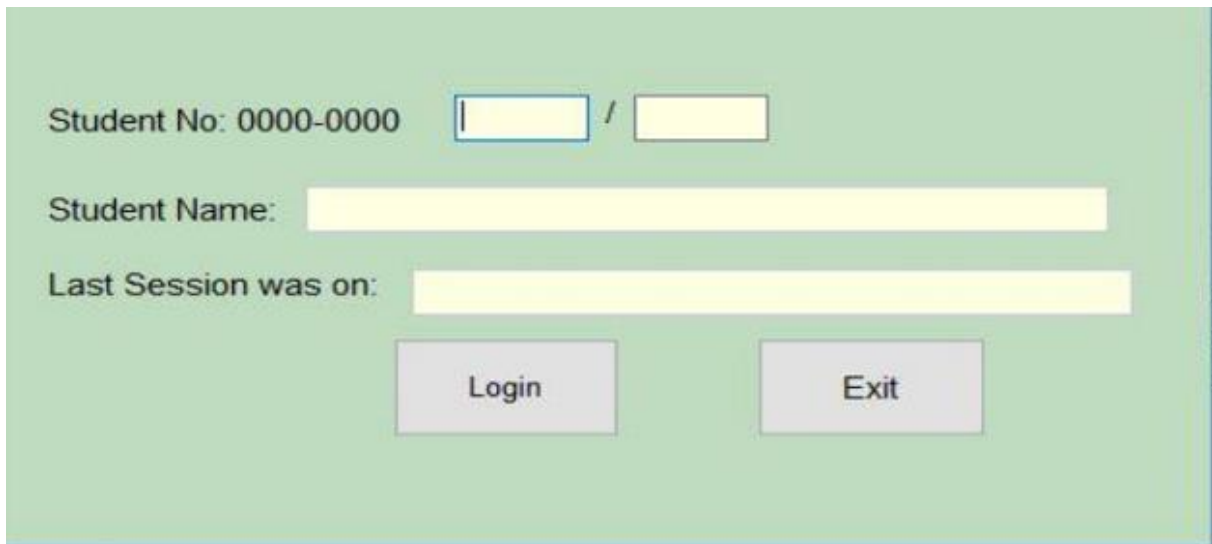 Student No: 0000-0000 /
Student Name:
Last Session was on:
Login Exit